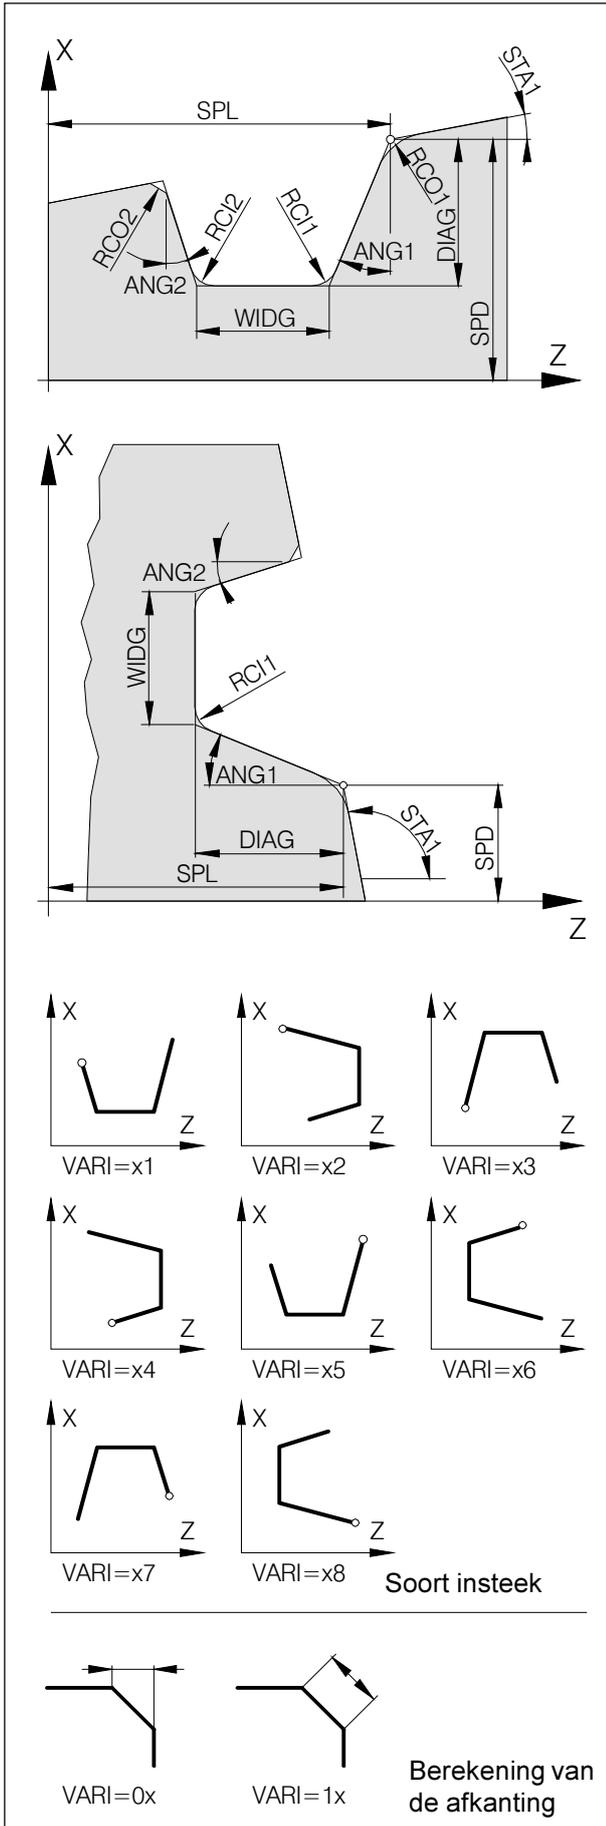 X
SPL
STA1
RCO2
RCI2
RCI1
RCO1
DIAG
ANG1
ANG2
WIDG
SPD
Z
X
ANG2
WIDG
RCI1
ANG1
STA1
DIAG
SPD
SPL
Z
X
Z
VARI=x1
X
Z
VARI=x2
X
Z
VARI=x3
X
Z
VARI=x4
X
Z
VARI=x5
X
Z
VARI=x6
X
Z
VARI=x7
X
Z
VARI=x8
Soort insteek
VARI=0x
VARI=1x
Berekening van
de afkanting